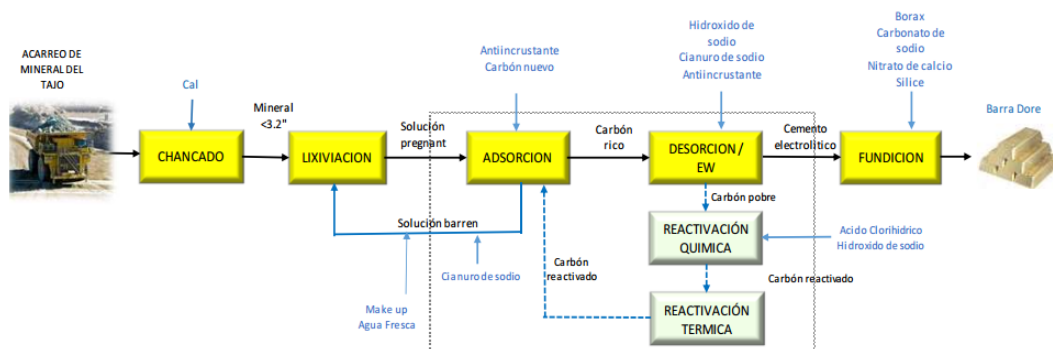 ACARREO DE
MINERAL DEL
TAJO
Cal
CHANCADO
Mineral
<3.2"
LIXIVIACION
Solución
pregnant
Antiincrustante
Carbón nuevo
ADSORCION
Carbón
rico
Hidroxido de
sodio
Cianuro de sodio
Antiincrustante
DESORCION /
EW
Cemento
electrolítico
Borax
Carbonato de
sodio
Nitrato de calcio
Silice
FUNDICION
Barra Dore
Solución barren
Cianuro de sodio
Make up
Agua Fresca
Carbón
reactivado
Carbón pobre
REACTIVACIÓN
QUIMICA
Acido Clorihidrico
Hidroxido de sodio
Carbón reactivado
REACTIVACIÓN
TERMICA